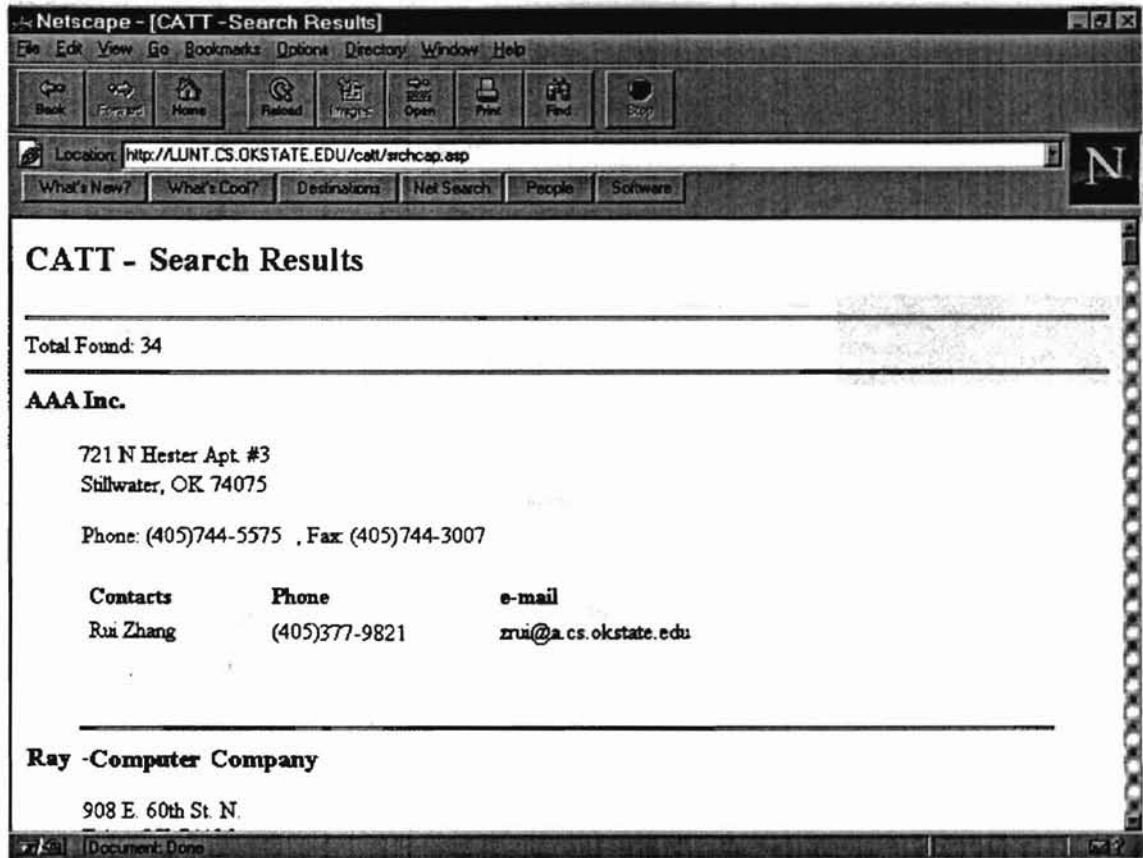 Netscape - [CATT - Search Results]
File Edit View Go Bookmarks Options Directory Window Help
Back Forward Home Reload Images Open Print Find Stop
Location: http://LUNT.CS.OKSTATE.EDU/catt/srchcap.asp
N
What's New? What's Cool? Destinations Net Search People Software
CATT - Search Results
Total Found: 34
AAA Inc.
721 N Hester Apt. #3
Stillwater, OK 74075
Phone: (405)744-5575 , Fax: (405)744-3007
Contacts Phone e-mail
Rui Zhang (405)377-9821 zrui@a.cs.okstate.edu
Ray -Computer Company
908 E. 60th St. N.
Document: Done